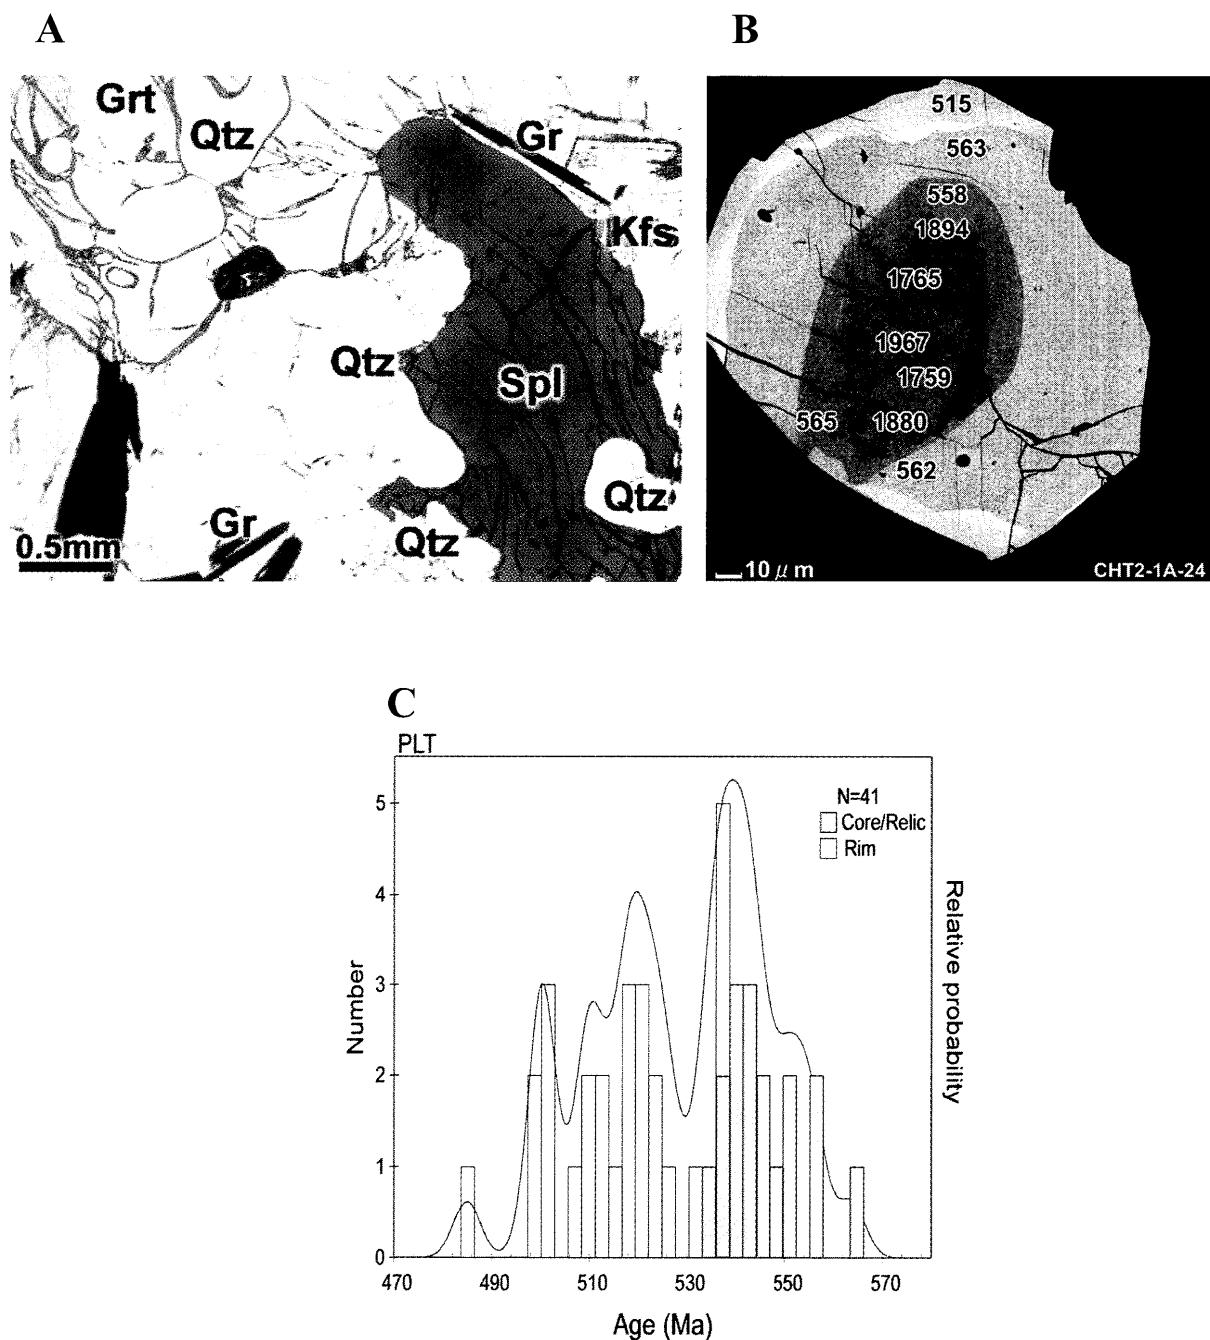 A
B
Grt
Qtz
Gr
Kfs
Qtz
Spl
Qtz
Gr
Qtz
0.5mm
515
563
558
1894
1765
1967
1759
565
1880
562
10 μ m
CHT2-1A-24
C
PLT
N=41
Core/Relic
Rim
5
4
3
2
1
0
Number
Relative probability
470
490
510
530
550
570
Age (Ma)